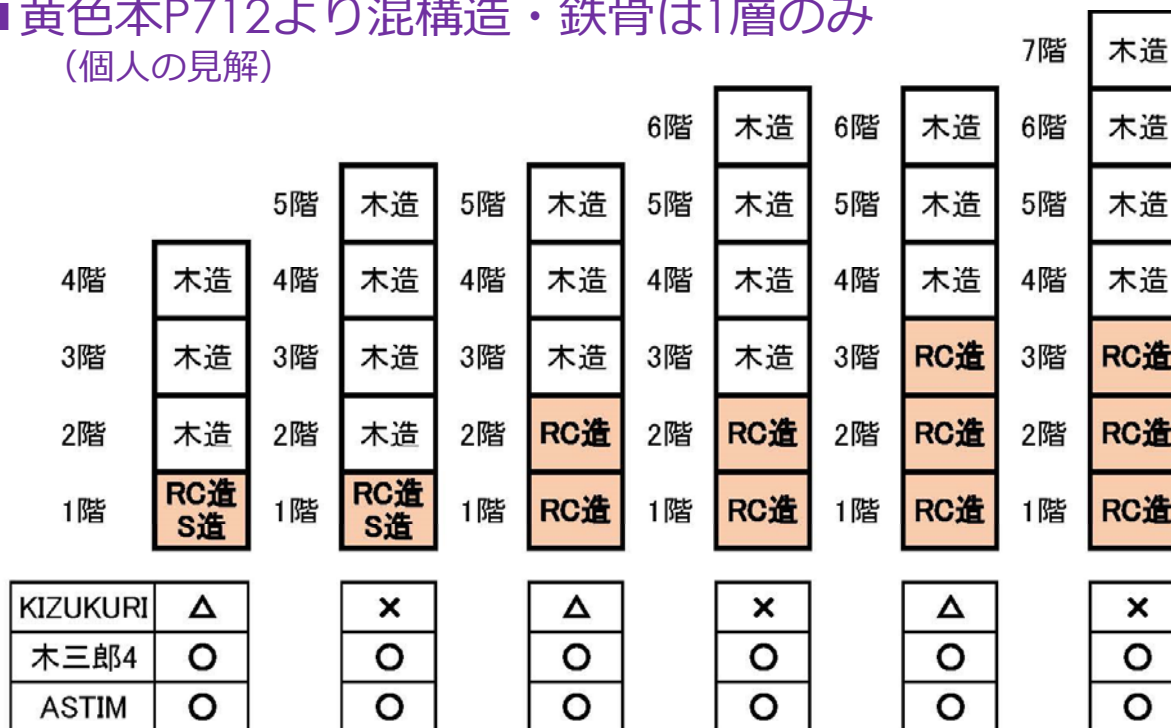 ■黄色本P712より混構造・鉄骨は1層のみ
（個人の見解）
7階 木造
6階 木造 6階 木造 6階 木造
5階 木造 5階 木造 5階 木造 5階 木造 5階 木造
4階 木造 4階 木造 4階 木造 4階 木造 4階 木造 4階 木造
3階 木造 3階 木造 3階 木造 3階 木造 3階 RC造 3階 RC造
2階 木造 2階 木造 2階 RC造 2階 RC造 2階 RC造 2階 RC造
1階 RC造 S造 1階 RC造 S造 1階 RC造 1階 RC造 1階 RC造 1階 RC造
KIZUKURI △ × △ × △ ×
木三郎4 ○ ○ ○ ○ ○ ○
ASTIM ○ ○ ○ ○ ○ ○